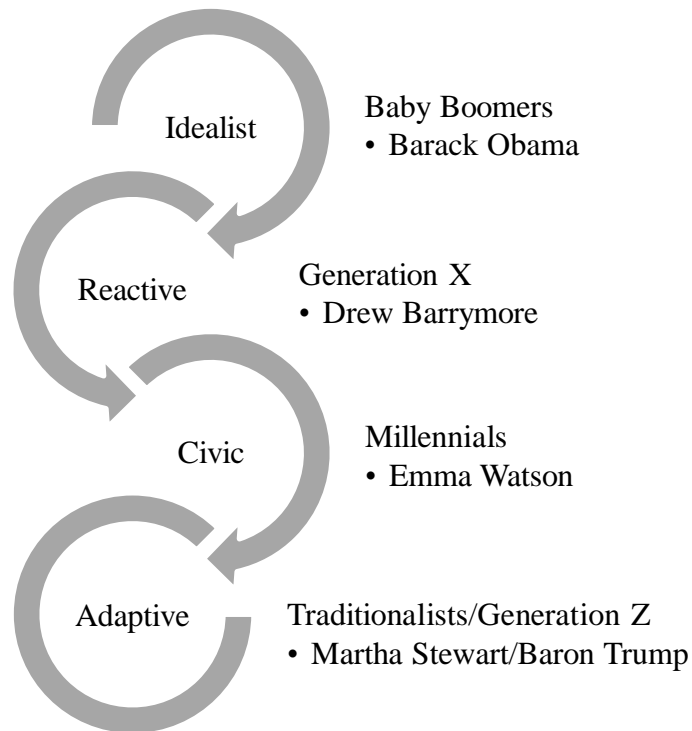 Idealist
Baby Boomers
• Barack Obama
Reactive
Generation X
• Drew Barrymore
Civic
Millennials
• Emma Watson
Adaptive
Traditionalists/Generation Z
• Martha Stewart/Baron Trump